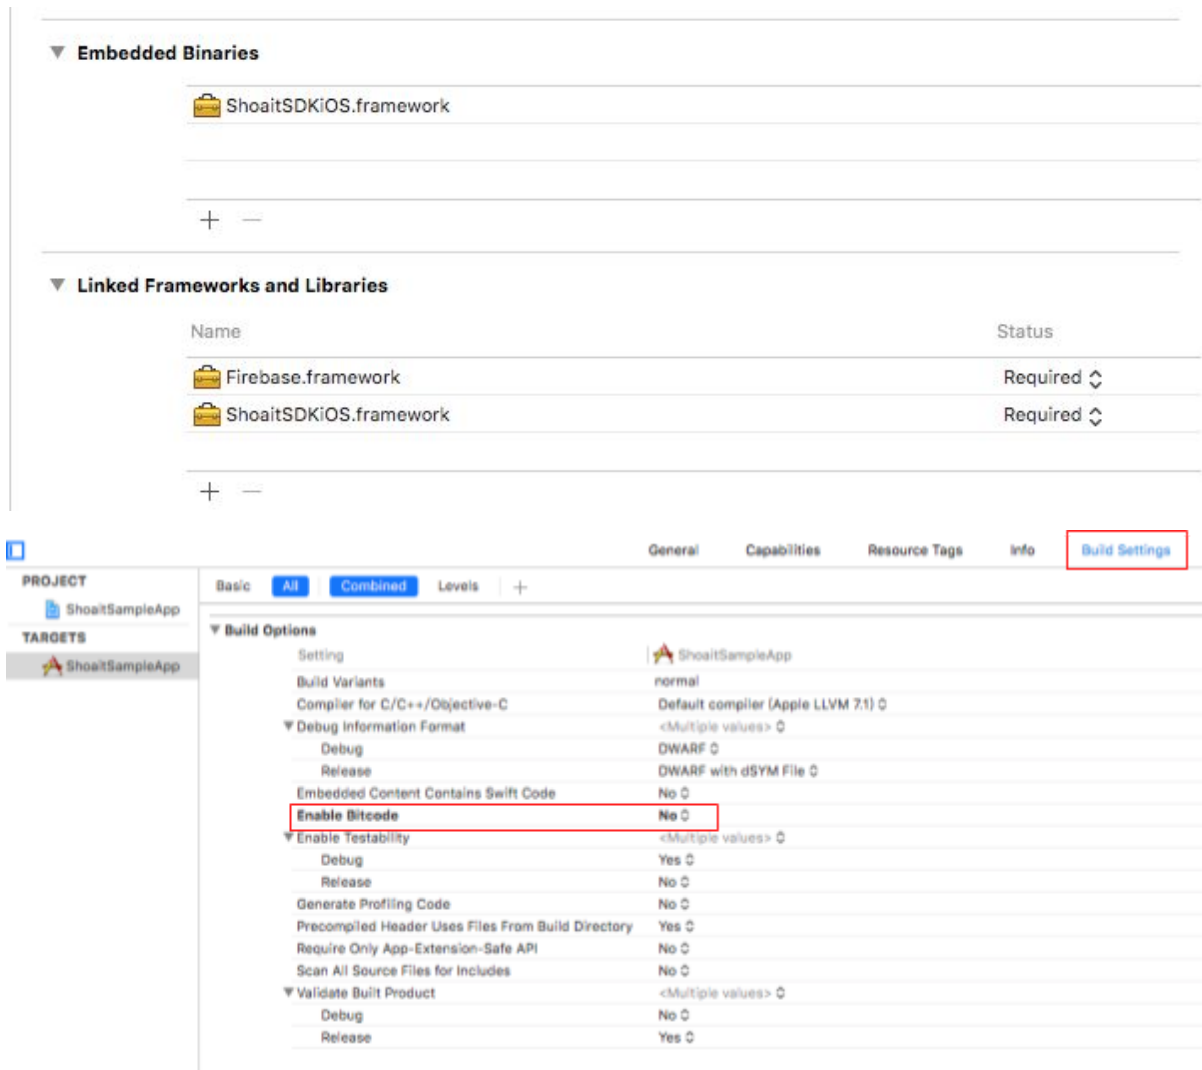 Embedded Binaries
ShoaitSDKiOS.framework
+ −
Linked Frameworks and Libraries
Name Status
Firebase.framework Required
ShoaitSDKiOS.framework Required
+ −
General Capabilities Resource Tags Info Build Settings
PROJECT
Basic All Combined Levels +
ShoaitSampleApp
TARGETS
ShoaitSampleApp
Build Options
Setting ShoaitSampleApp
Build Variants normal
Compiler for C/C++/Objective-C Default compiler (Apple LLVM 7.1)
Debug Information Format <Multiple values>
Debug DWARF
Release DWARF with dSYM File
Embedded Content Contains Swift Code No
Enable Bitcode No
Enable Testability <Multiple values>
Debug Yes
Release No
Generate Profiling Code No
Precompiled Header Uses Files From Build Directory Yes
Require Only App-Extension-Safe API No
Scan All Source Files for Includes No
Validate Built Product <Multiple values>
Debug No
Release Yes